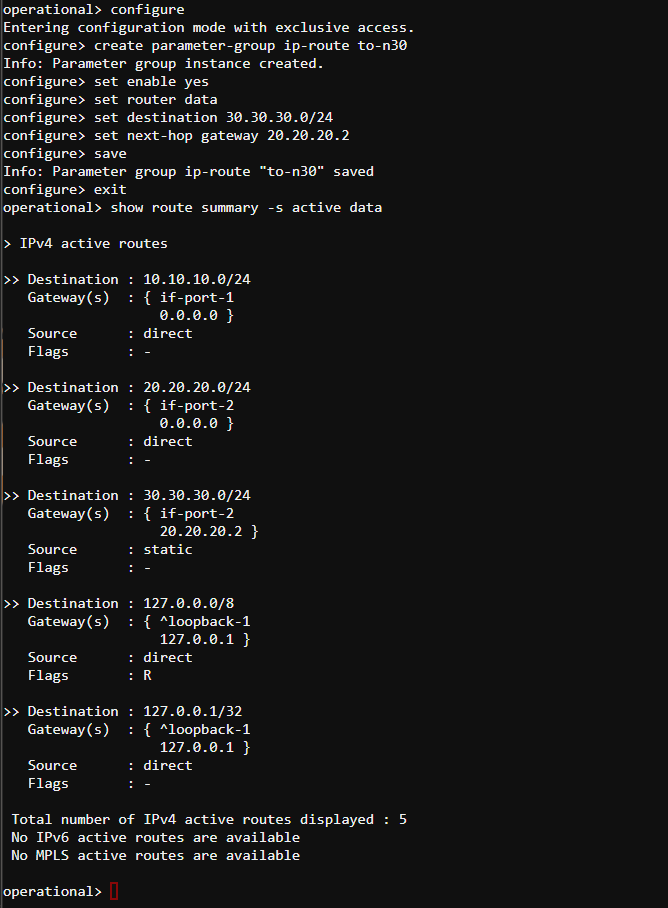 operational> configure
Entering configuration mode with exclusive access.
configure> create parameter-group ip-route to-n30
Info: Parameter group instance created.
configure> set enable yes
configure> set router data
configure> set destination 30.30.30.0/24
configure> set next-hop gateway 20.20.20.2
configure> save
Info: Parameter group ip-route "to-n30" saved
configure> exit
operational> show route summary -s active data
> IPv4 active routes
>> Destination : 10.10.10.0/24
Gateway(s)  : { if-port-1
0.0.0.0 }
Source      : direct
Flags       : -
>> Destination : 20.20.20.0/24
Gateway(s)  : { if-port-2
0.0.0.0 }
Source      : direct
Flags       : -
>> Destination : 30.30.30.0/24
Gateway(s)  : { if-port-2
20.20.20.2 }
Source      : static
Flags       : -
>> Destination : 127.0.0.0/8
Gateway(s)  : { ^loopback-1
127.0.0.1 }
Source      : direct
Flags       : R
>> Destination : 127.0.0.1/32
Gateway(s)  : { ^loopback-1
127.0.0.1 }
Source      : direct
Flags       : -
Total number of IPv4 active routes displayed : 5
No IPv6 active routes are available
No MPLS active routes are available
operational>